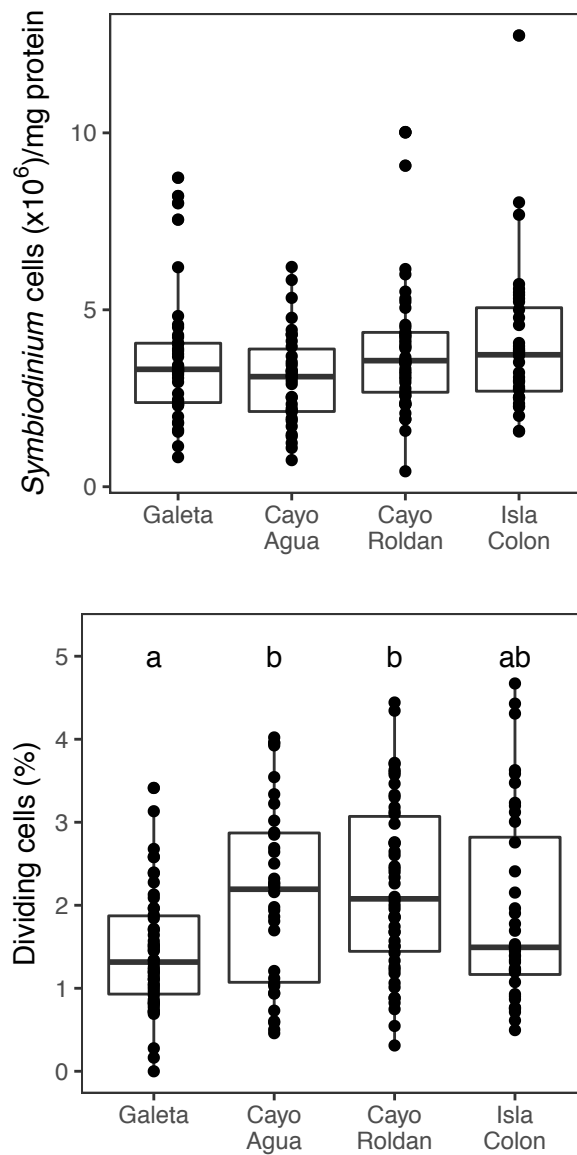 Symbiodinium cells (x10⁶)/mg protein
10
5
0
Galeta Cayo Agua Cayo Roldan Isla Colon
Dividing cells (%)
a b b ab
5
4
3
2
1
0
Galeta Cayo Agua Cayo Roldan Isla Colon